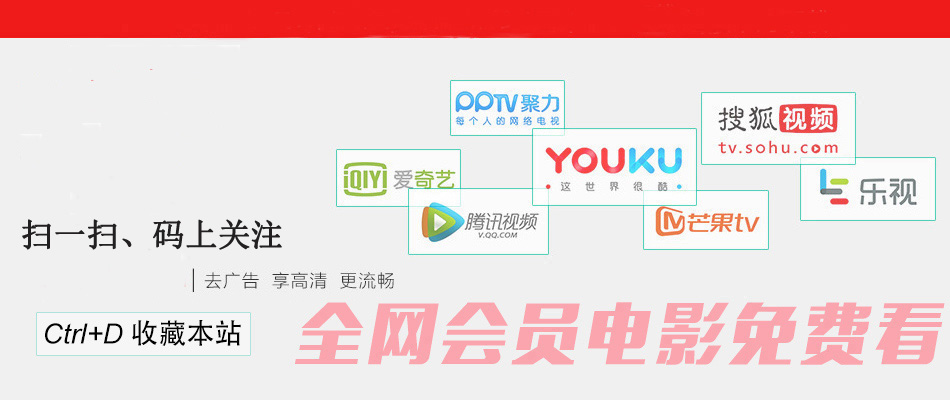 PPTV聚力
每个人的网络电视
搜狐视频
tv.sohu.com
YOUKU
这世界很酷
iQIYI 爱奇艺
乐视
腾讯视频
V.QQ.COM
芒果tv
扫一扫、码上关注
去广告 享高清 更流畅
Ctrl+D 收藏本站
全网会员电影免费看